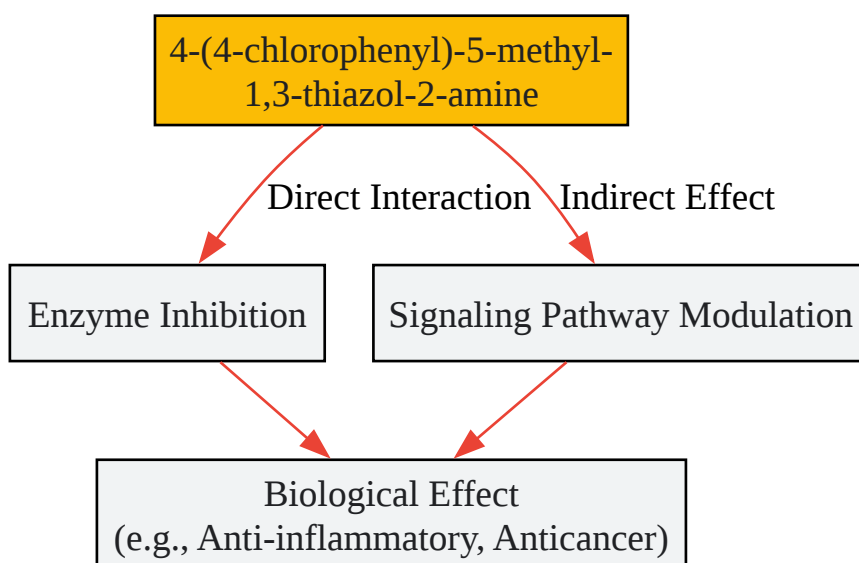 4-(4-chlorophenyl)-5-methyl-
1,3-thiazol-2-amine
Direct Interaction
Indirect Effect
Enzyme Inhibition
Signaling Pathway Modulation
Biological Effect
(e.g., Anti-inflammatory, Anticancer)